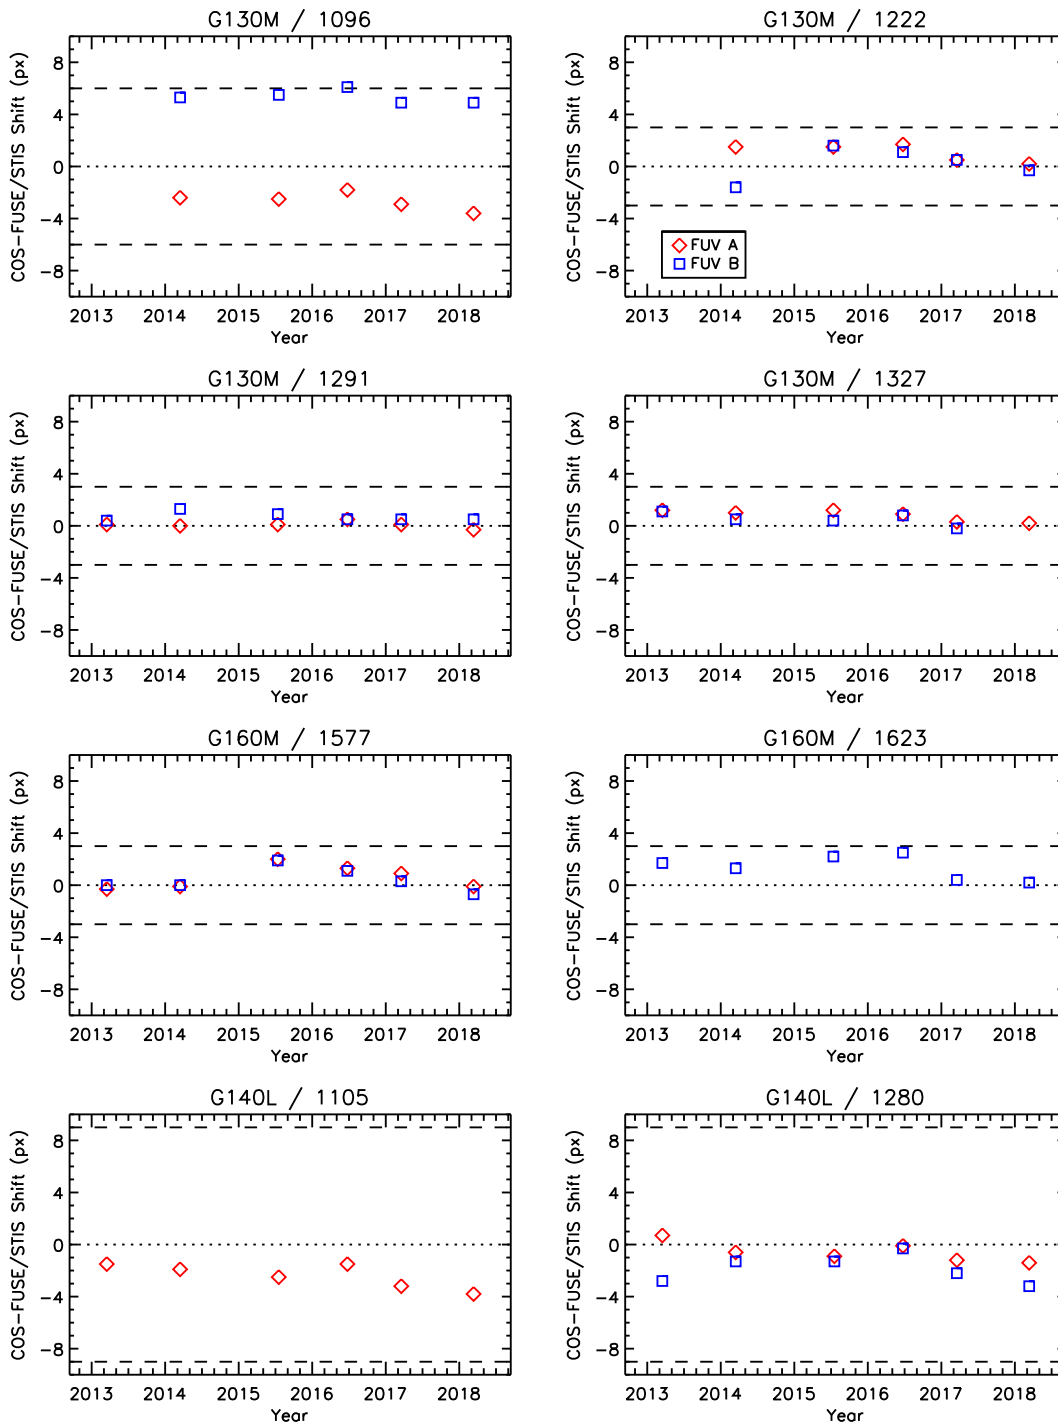 G130M / 1096
COS-FUSE/STIS Shift (px)
8
4
0
-4
-8
2013 2014 2015 2016 2017 2018
Year
G130M / 1222
COS-FUSE/STIS Shift (px)
8
4
0
-4
-8
FUV A
FUV B
2013 2014 2015 2016 2017 2018
Year
G130M / 1291
COS-FUSE/STIS Shift (px)
8
4
0
-4
-8
2013 2014 2015 2016 2017 2018
Year
G130M / 1327
COS-FUSE/STIS Shift (px)
8
4
0
-4
-8
2013 2014 2015 2016 2017 2018
Year
G160M / 1577
COS-FUSE/STIS Shift (px)
8
4
0
-4
-8
2013 2014 2015 2016 2017 2018
Year
G160M / 1623
COS-FUSE/STIS Shift (px)
8
4
0
-4
-8
2013 2014 2015 2016 2017 2018
Year
G140L / 1105
COS-FUSE/STIS Shift (px)
8
4
0
-4
-8
2013 2014 2015 2016 2017 2018
Year
G140L / 1280
COS-FUSE/STIS Shift (px)
8
4
0
-4
-8
2013 2014 2015 2016 2017 2018
Year